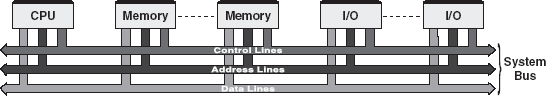 CPU
Memory
Memory
I/O
I/O
Control Lines
Address Lines
Data Lines
System
Bus